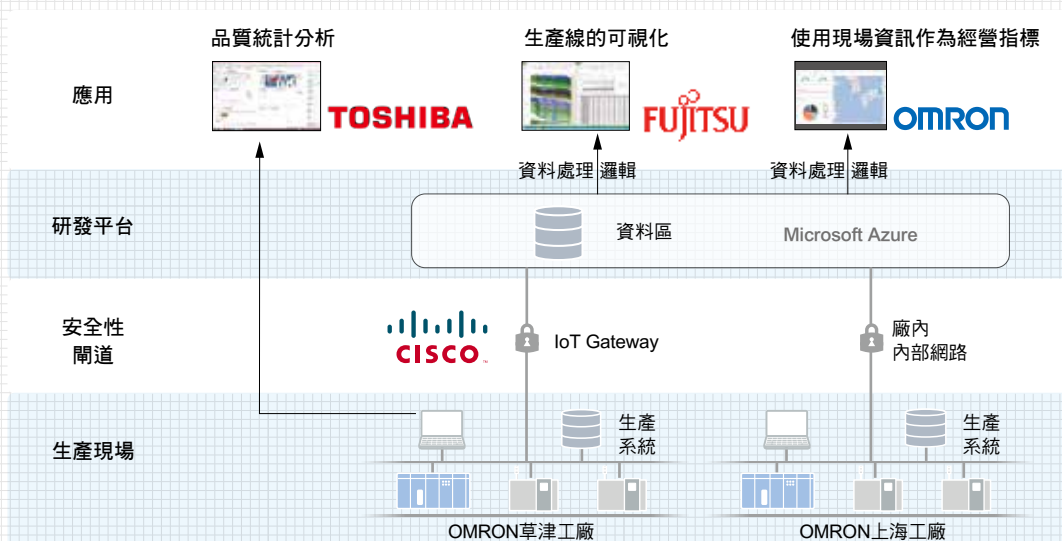 品質統計分析
生產線的可視化
使用現場資訊作為經營指標
應用
TOSHIBA
FUJITSU
OMRON
資料處理 邏輯
資料處理 邏輯
研發平台
資料區
Microsoft Azure
安全性
閘道
CISCO
IoT Gateway
廠內
內部網路
生產現場
生產
系統
生產
系統
OMRON草津工廠
OMRON上海工廠